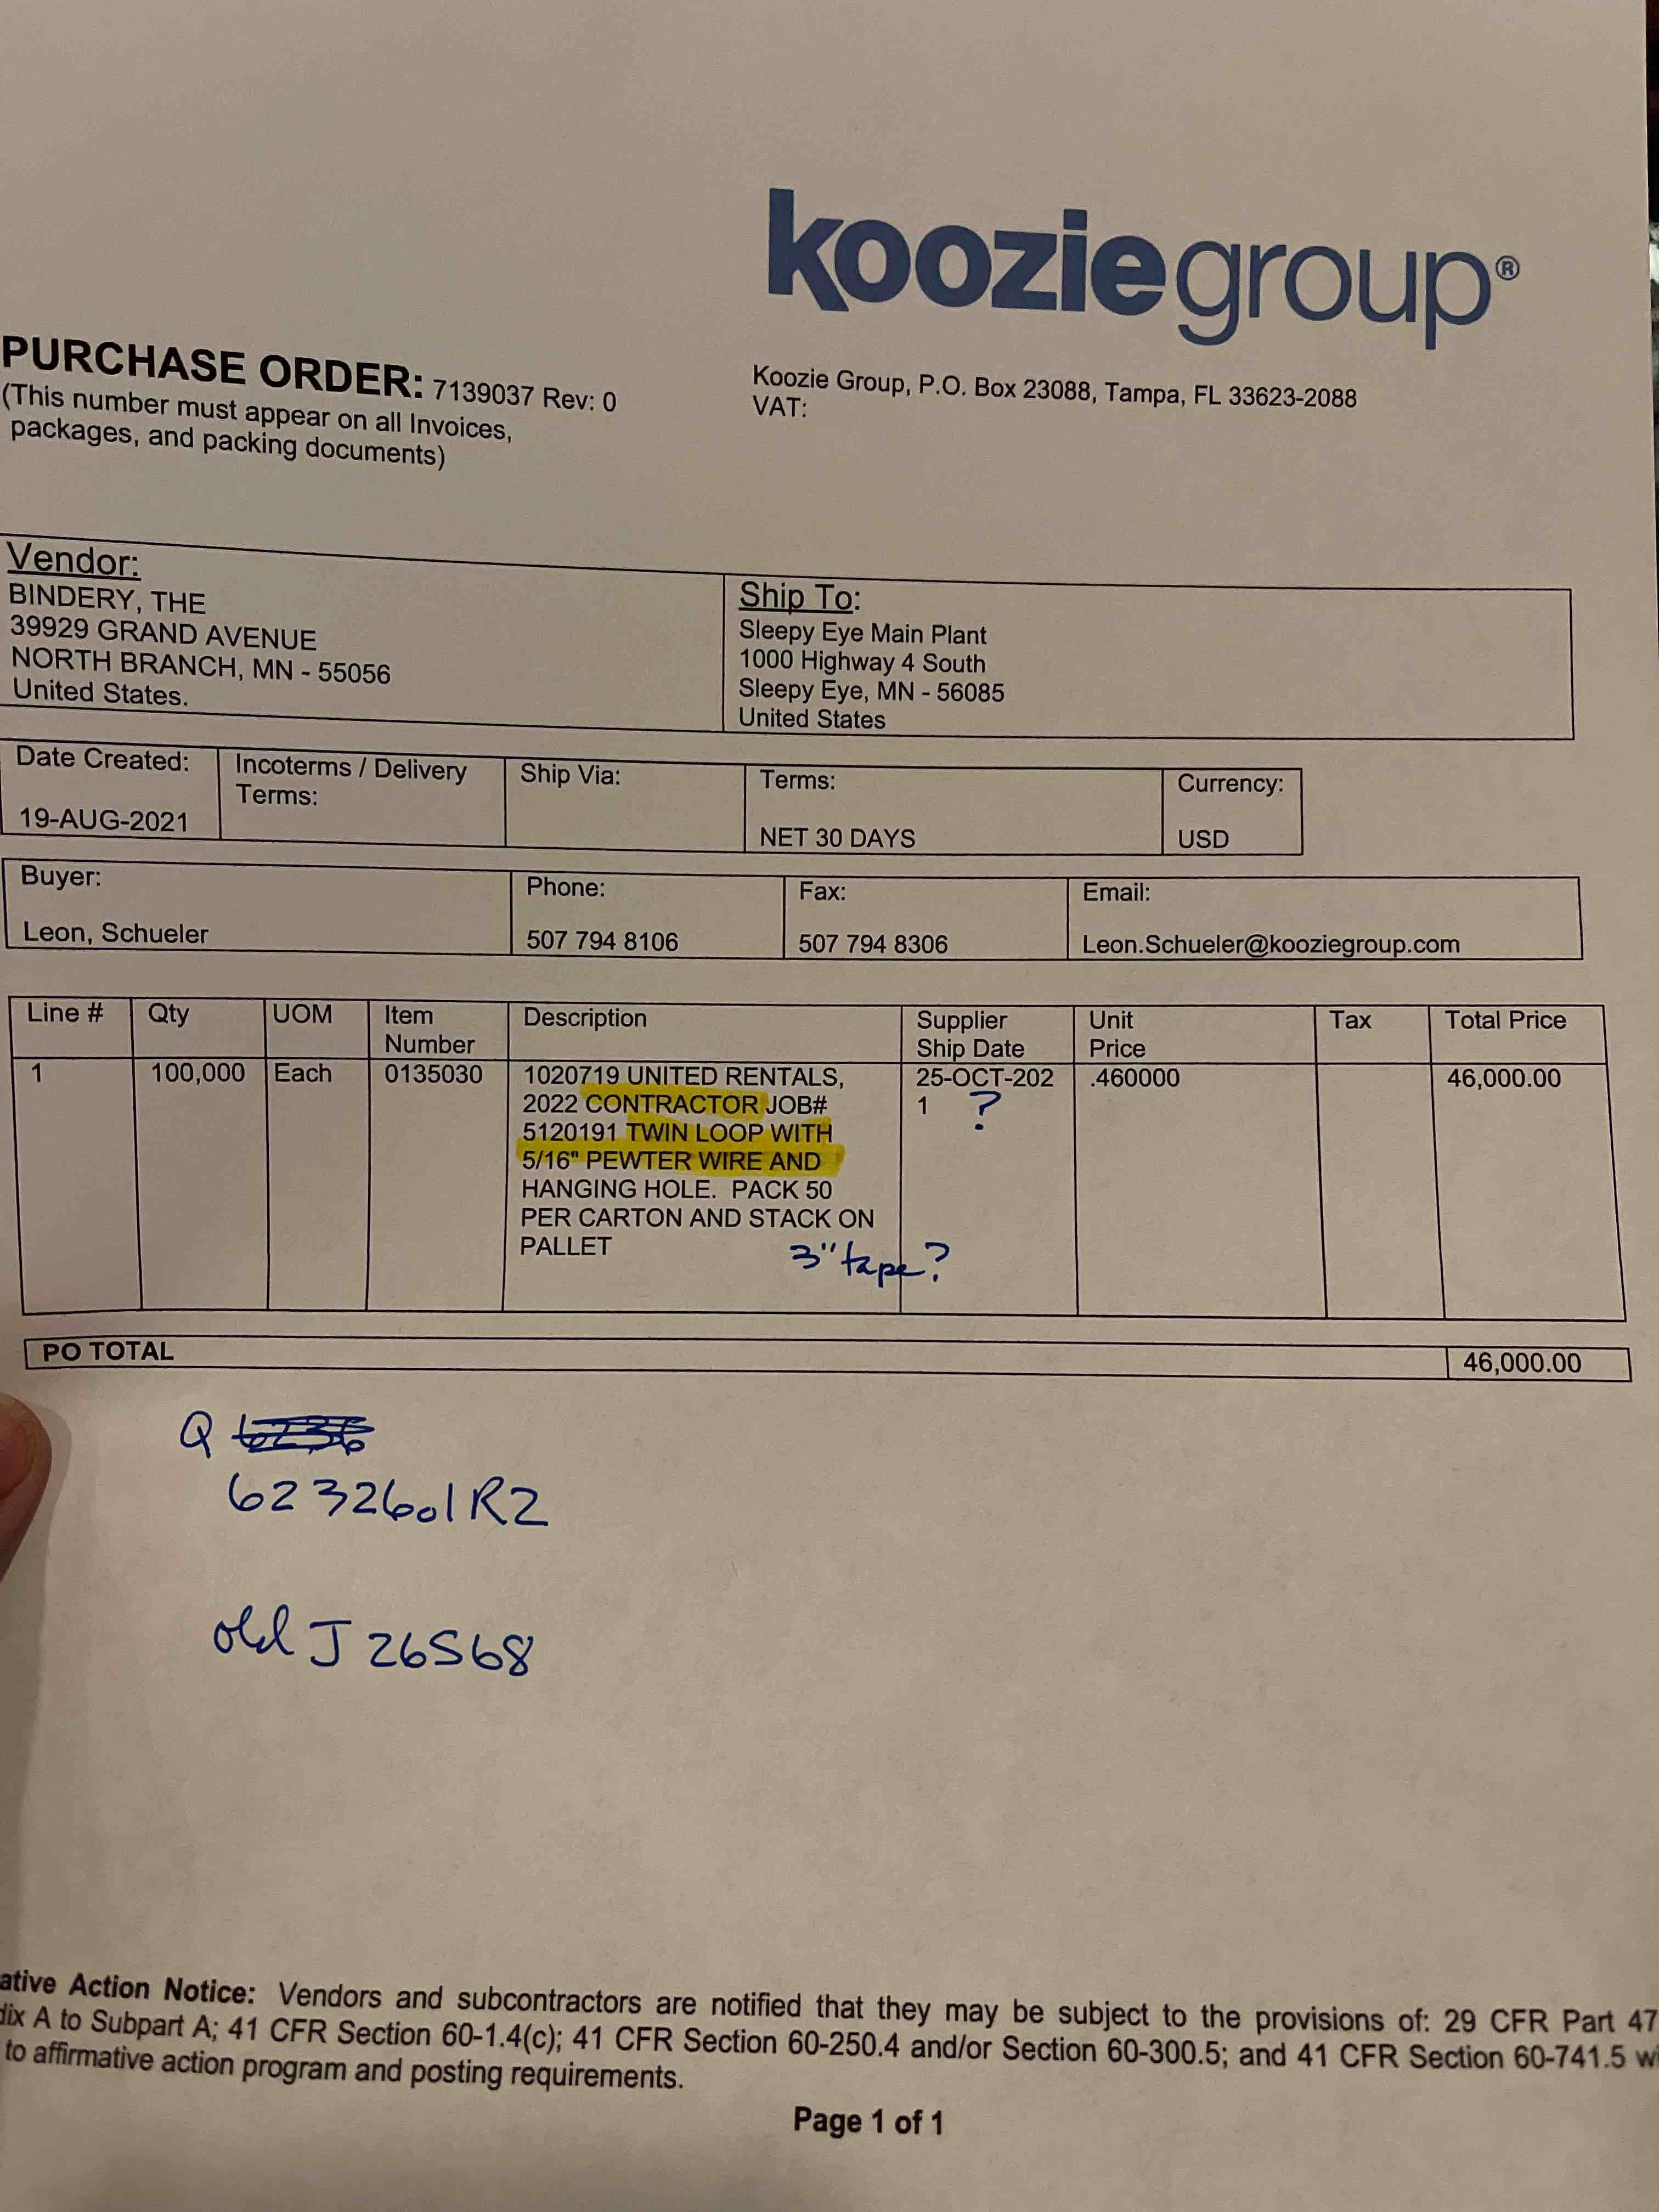 kooziegroup®
PURCHASE ORDER: 7139037 Rev: 0
(This number must appear on all Invoices,
packages, and packing documents)
Koozie Group, P.O. Box 23088, Tampa, FL 33623-2088
VAT:
Vendor:
BINDERY, THE
39929 GRAND AVENUE
NORTH BRANCH, MN - 55056
United States.
Ship To:
Sleepy Eye Main Plant
1000 Highway 4 South
Sleepy Eye, MN - 56085
United States
Date Created:
19-AUG-2021
Incoterms / Delivery
Terms:
Ship Via:
Terms:
NET 30 DAYS
Currency:
USD
Buyer:
Leon, Schueler
Phone:
507 794 8106
Fax:
507 794 8306
Email:
Leon.Schueler@kooziegroup.com
Line # Qty UOM Item Number Description Supplier Ship Date Unit Price Tax Total Price
1 100,000 Each 0135030
1020719 UNITED RENTALS,
2022 CONTRACTOR JOB#
5120191 TWIN LOOP WITH
5/16" PEWTER WIRE AND
HANGING HOLE. PACK 50
PER CARTON AND STACK ON
PALLET
3" tape?
25-OCT-202
1 ?
.460000
46,000.00
PO TOTAL 46,000.00
Q 6236
6232601R2
old J 26568
ative Action Notice: Vendors and subcontractors are notified that they may be subject to the provisions of: 29 CFR Part 47
dix A to Subpart A; 41 CFR Section 60-1.4(c); 41 CFR Section 60-250.4 and/or Section 60-300.5; and 41 CFR Section 60-741.5 wi
to affirmative action program and posting requirements.
Page 1 of 1